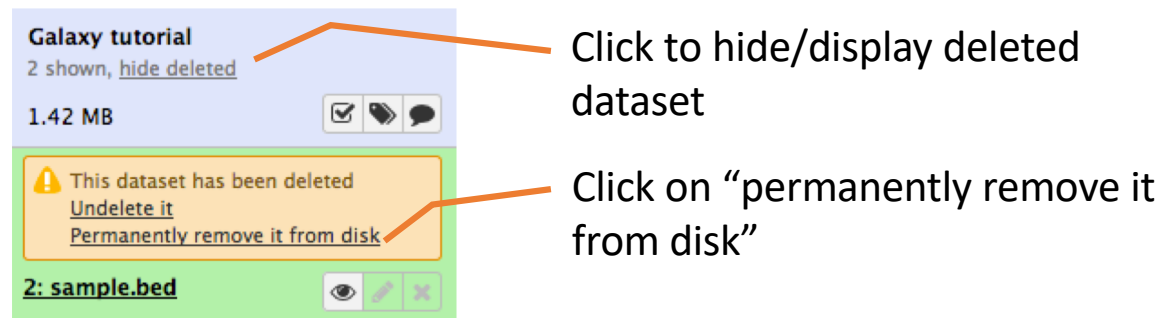 Galaxy tutorial
2 shown, hide deleted
1.42 MB
This dataset has been deleted
Undelete it
Permanently remove it from disk
2: sample.bed
Click to hide/display deleted
dataset
Click on “permanently remove it
from disk”